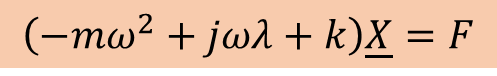 (−mω² + jωλ + k)X̲ = F